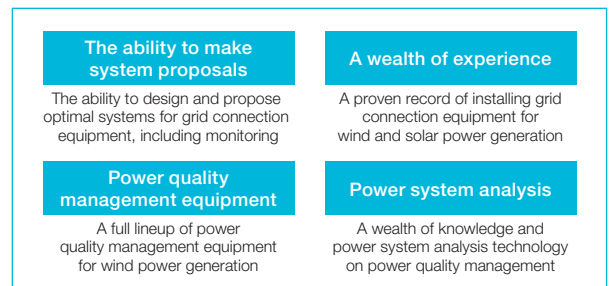 The ability to make
system proposals
The ability to design and propose
optimal systems for grid connection
equipment, including monitoring
A wealth of experience
A proven record of installing grid
connection equipment for
wind and solar power generation
Power quality
management equipment
A full lineup of power
quality management equipment
for wind power generation
Power system analysis
A wealth of knowledge and
power system analysis technology
on power quality management